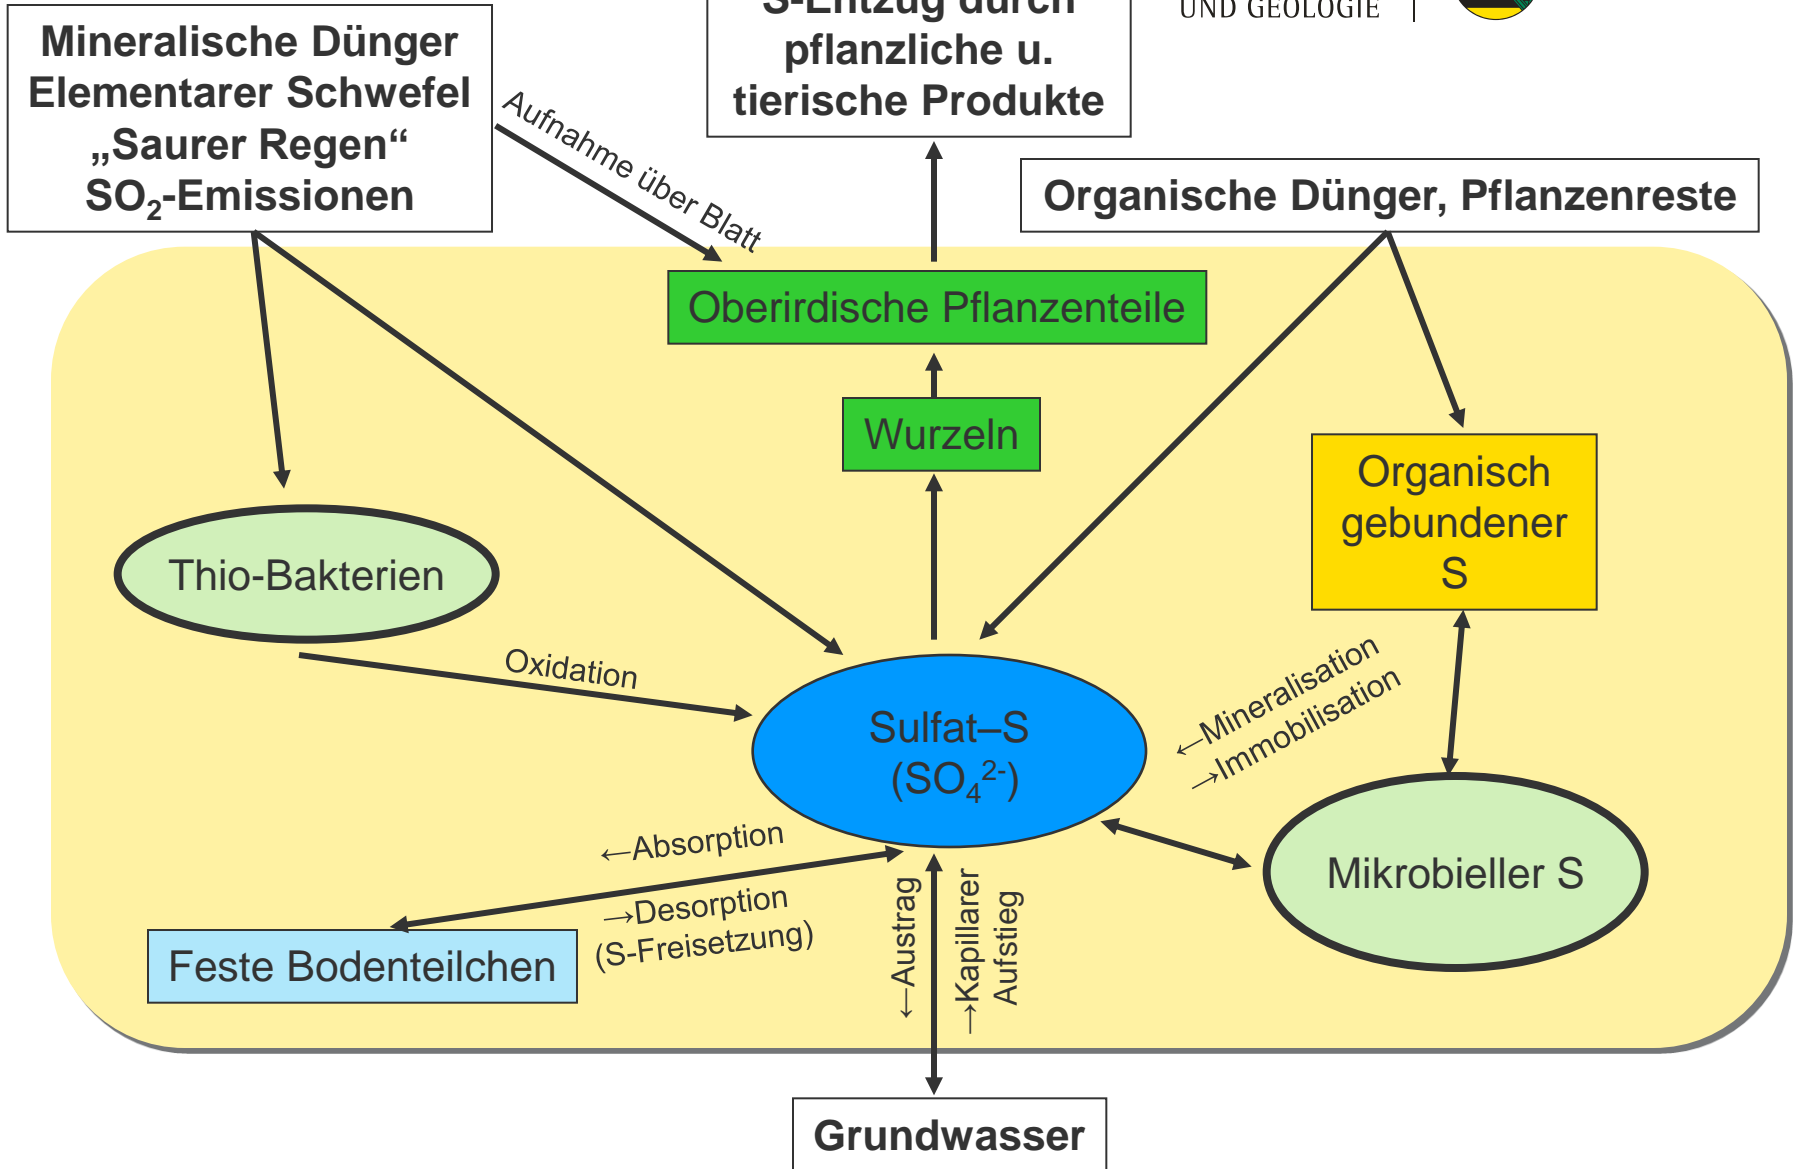 S-Entzug durch
pflanzliche u.
tierische Produkte
UND GEOLOGIE
Mineralische Dünger
Elementarer Schwefel
„Saurer Regen“
SO₂-Emissionen
Aufnahme über Blatt
Organische Dünger, Pflanzenreste
Oberirdische Pflanzenteile
Wurzeln
Organisch
gebundener
S
Thio-Bakterien
Oxidation
Sulfat–S
(SO₄²⁻)
←Mineralisation
→Immobilisation
Mikrobieller S
←Absorption
→Desorption
(S-Freisetzung)
Feste Bodenteilchen
←Austrag
→Kapillarer
Aufstieg
Grundwasser